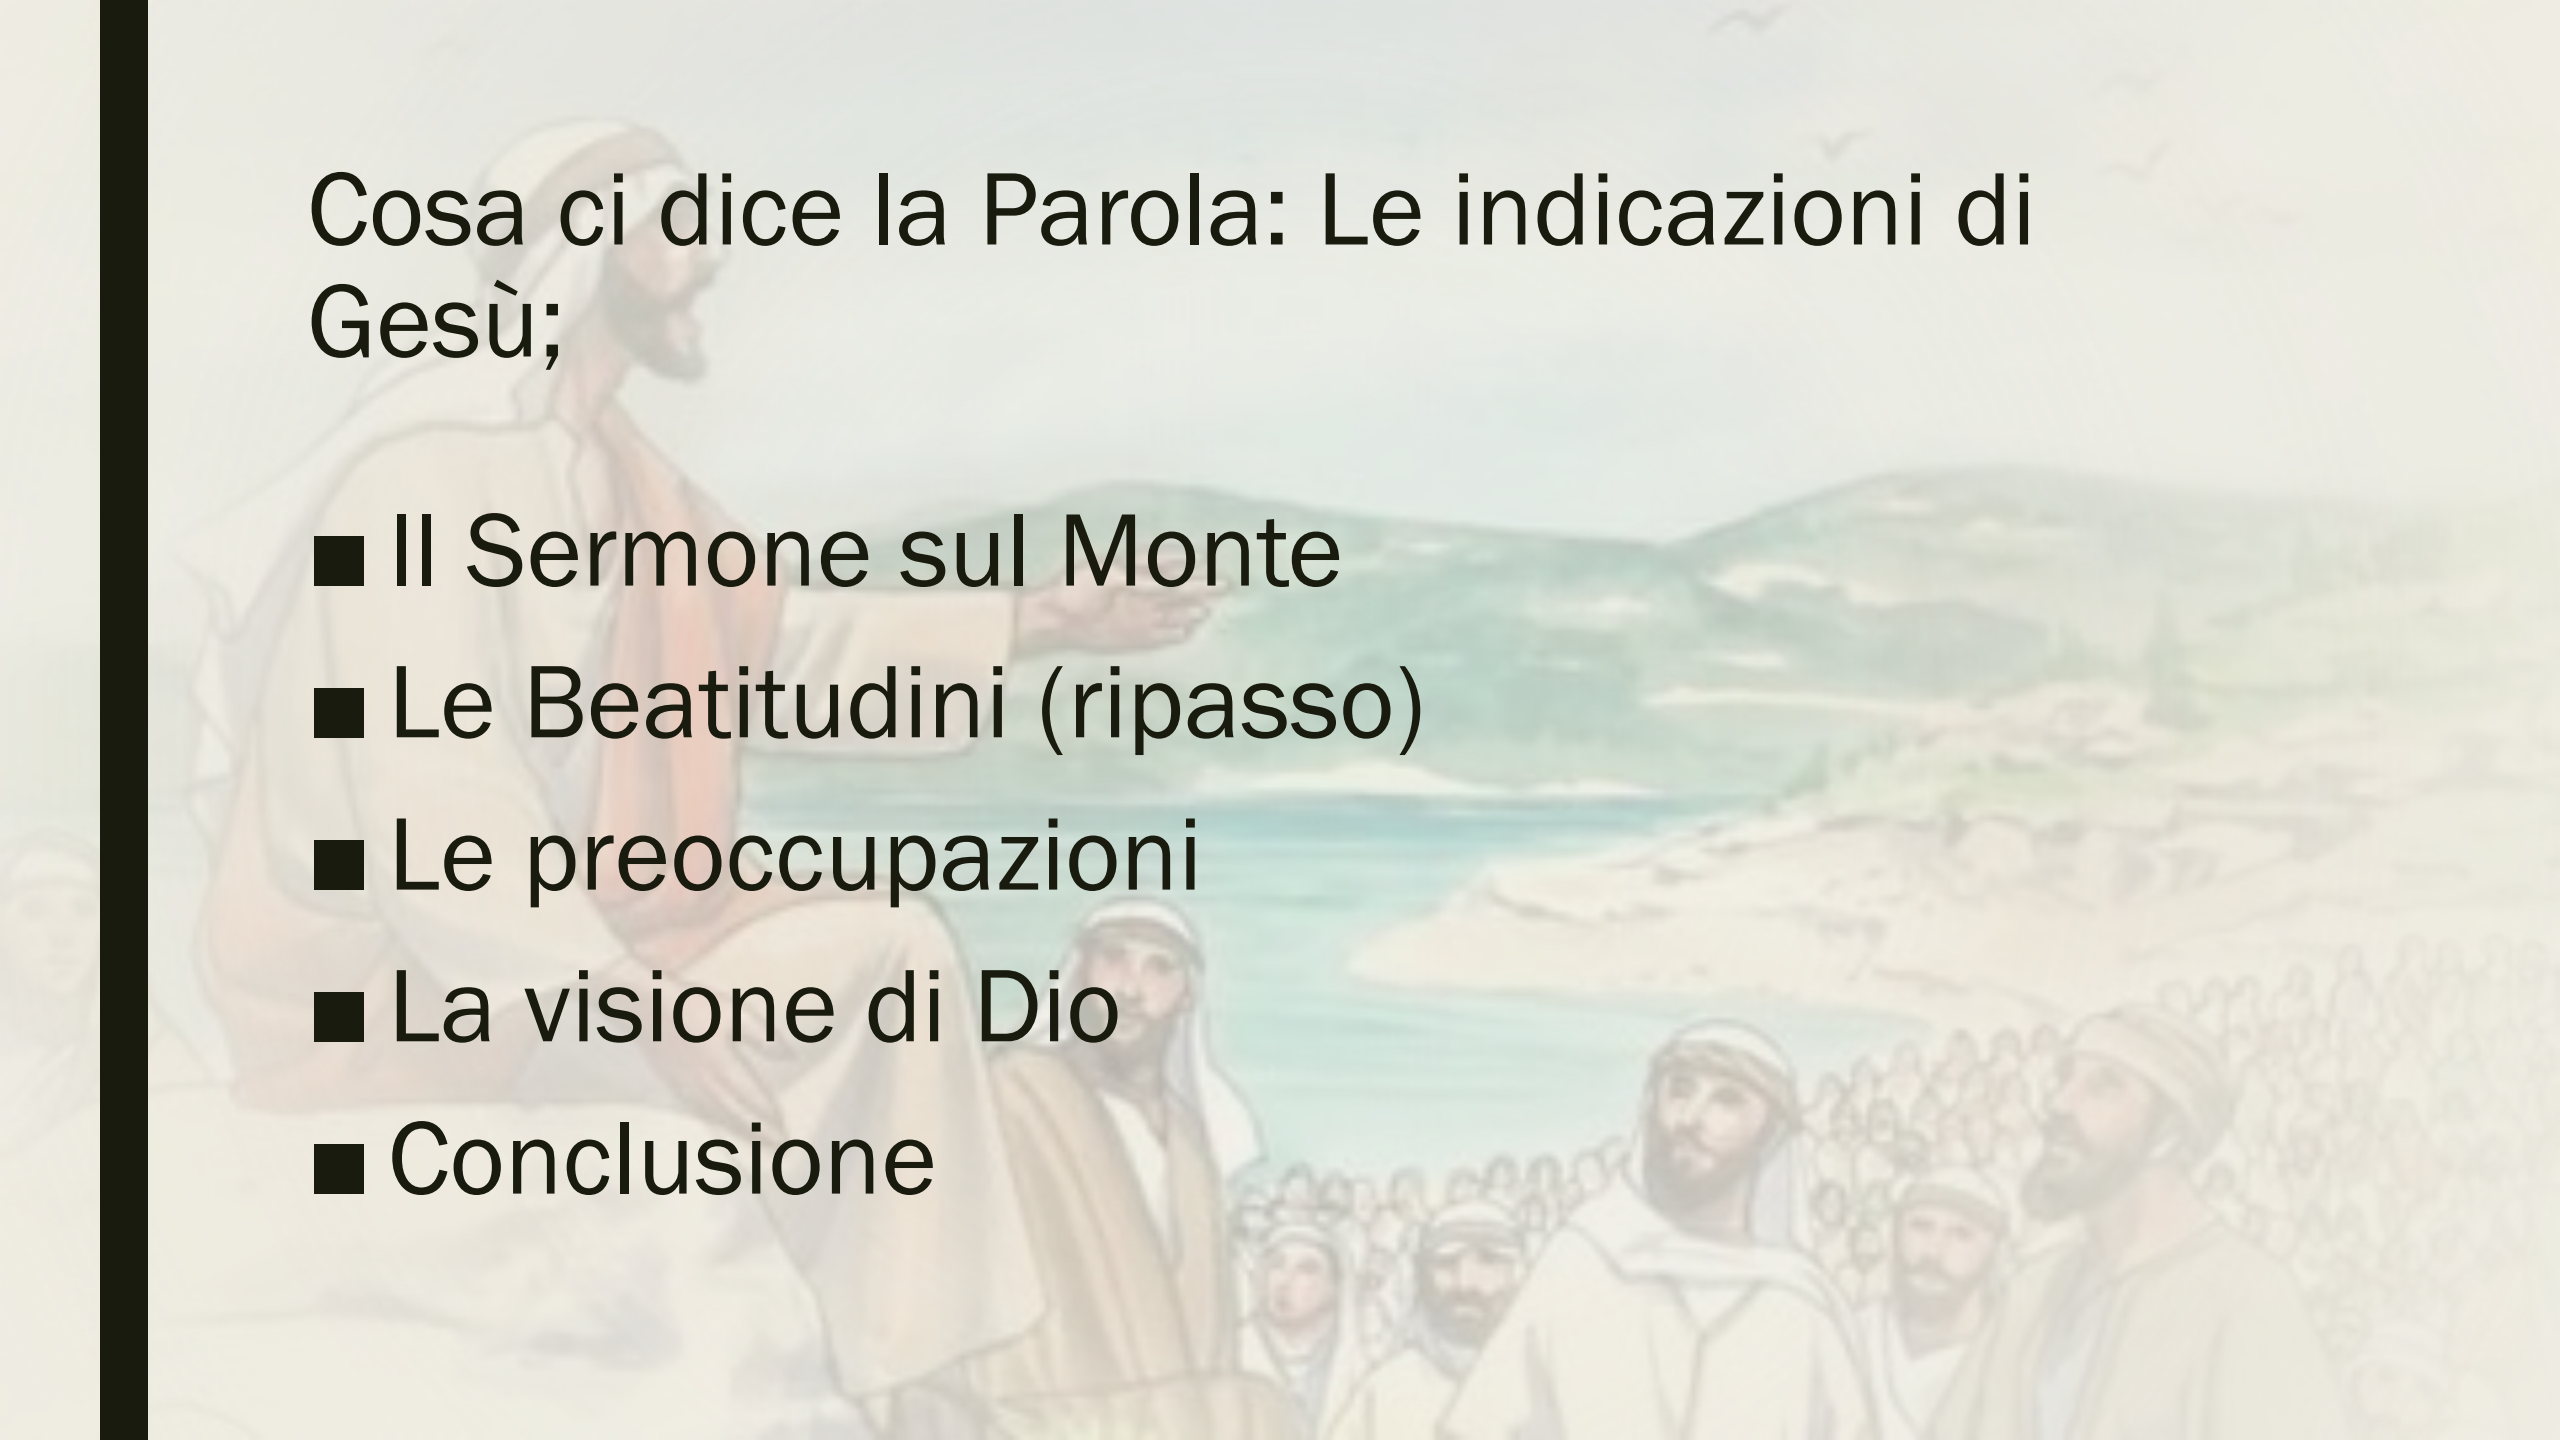 Cosa ci dice la Parola: Le indicazioni di
Gesù;
■ Il Sermone sul Monte
■ Le Beatitudini (ripasso)
■ Le preoccupazioni
■ La visione di Dio
■ Conclusione